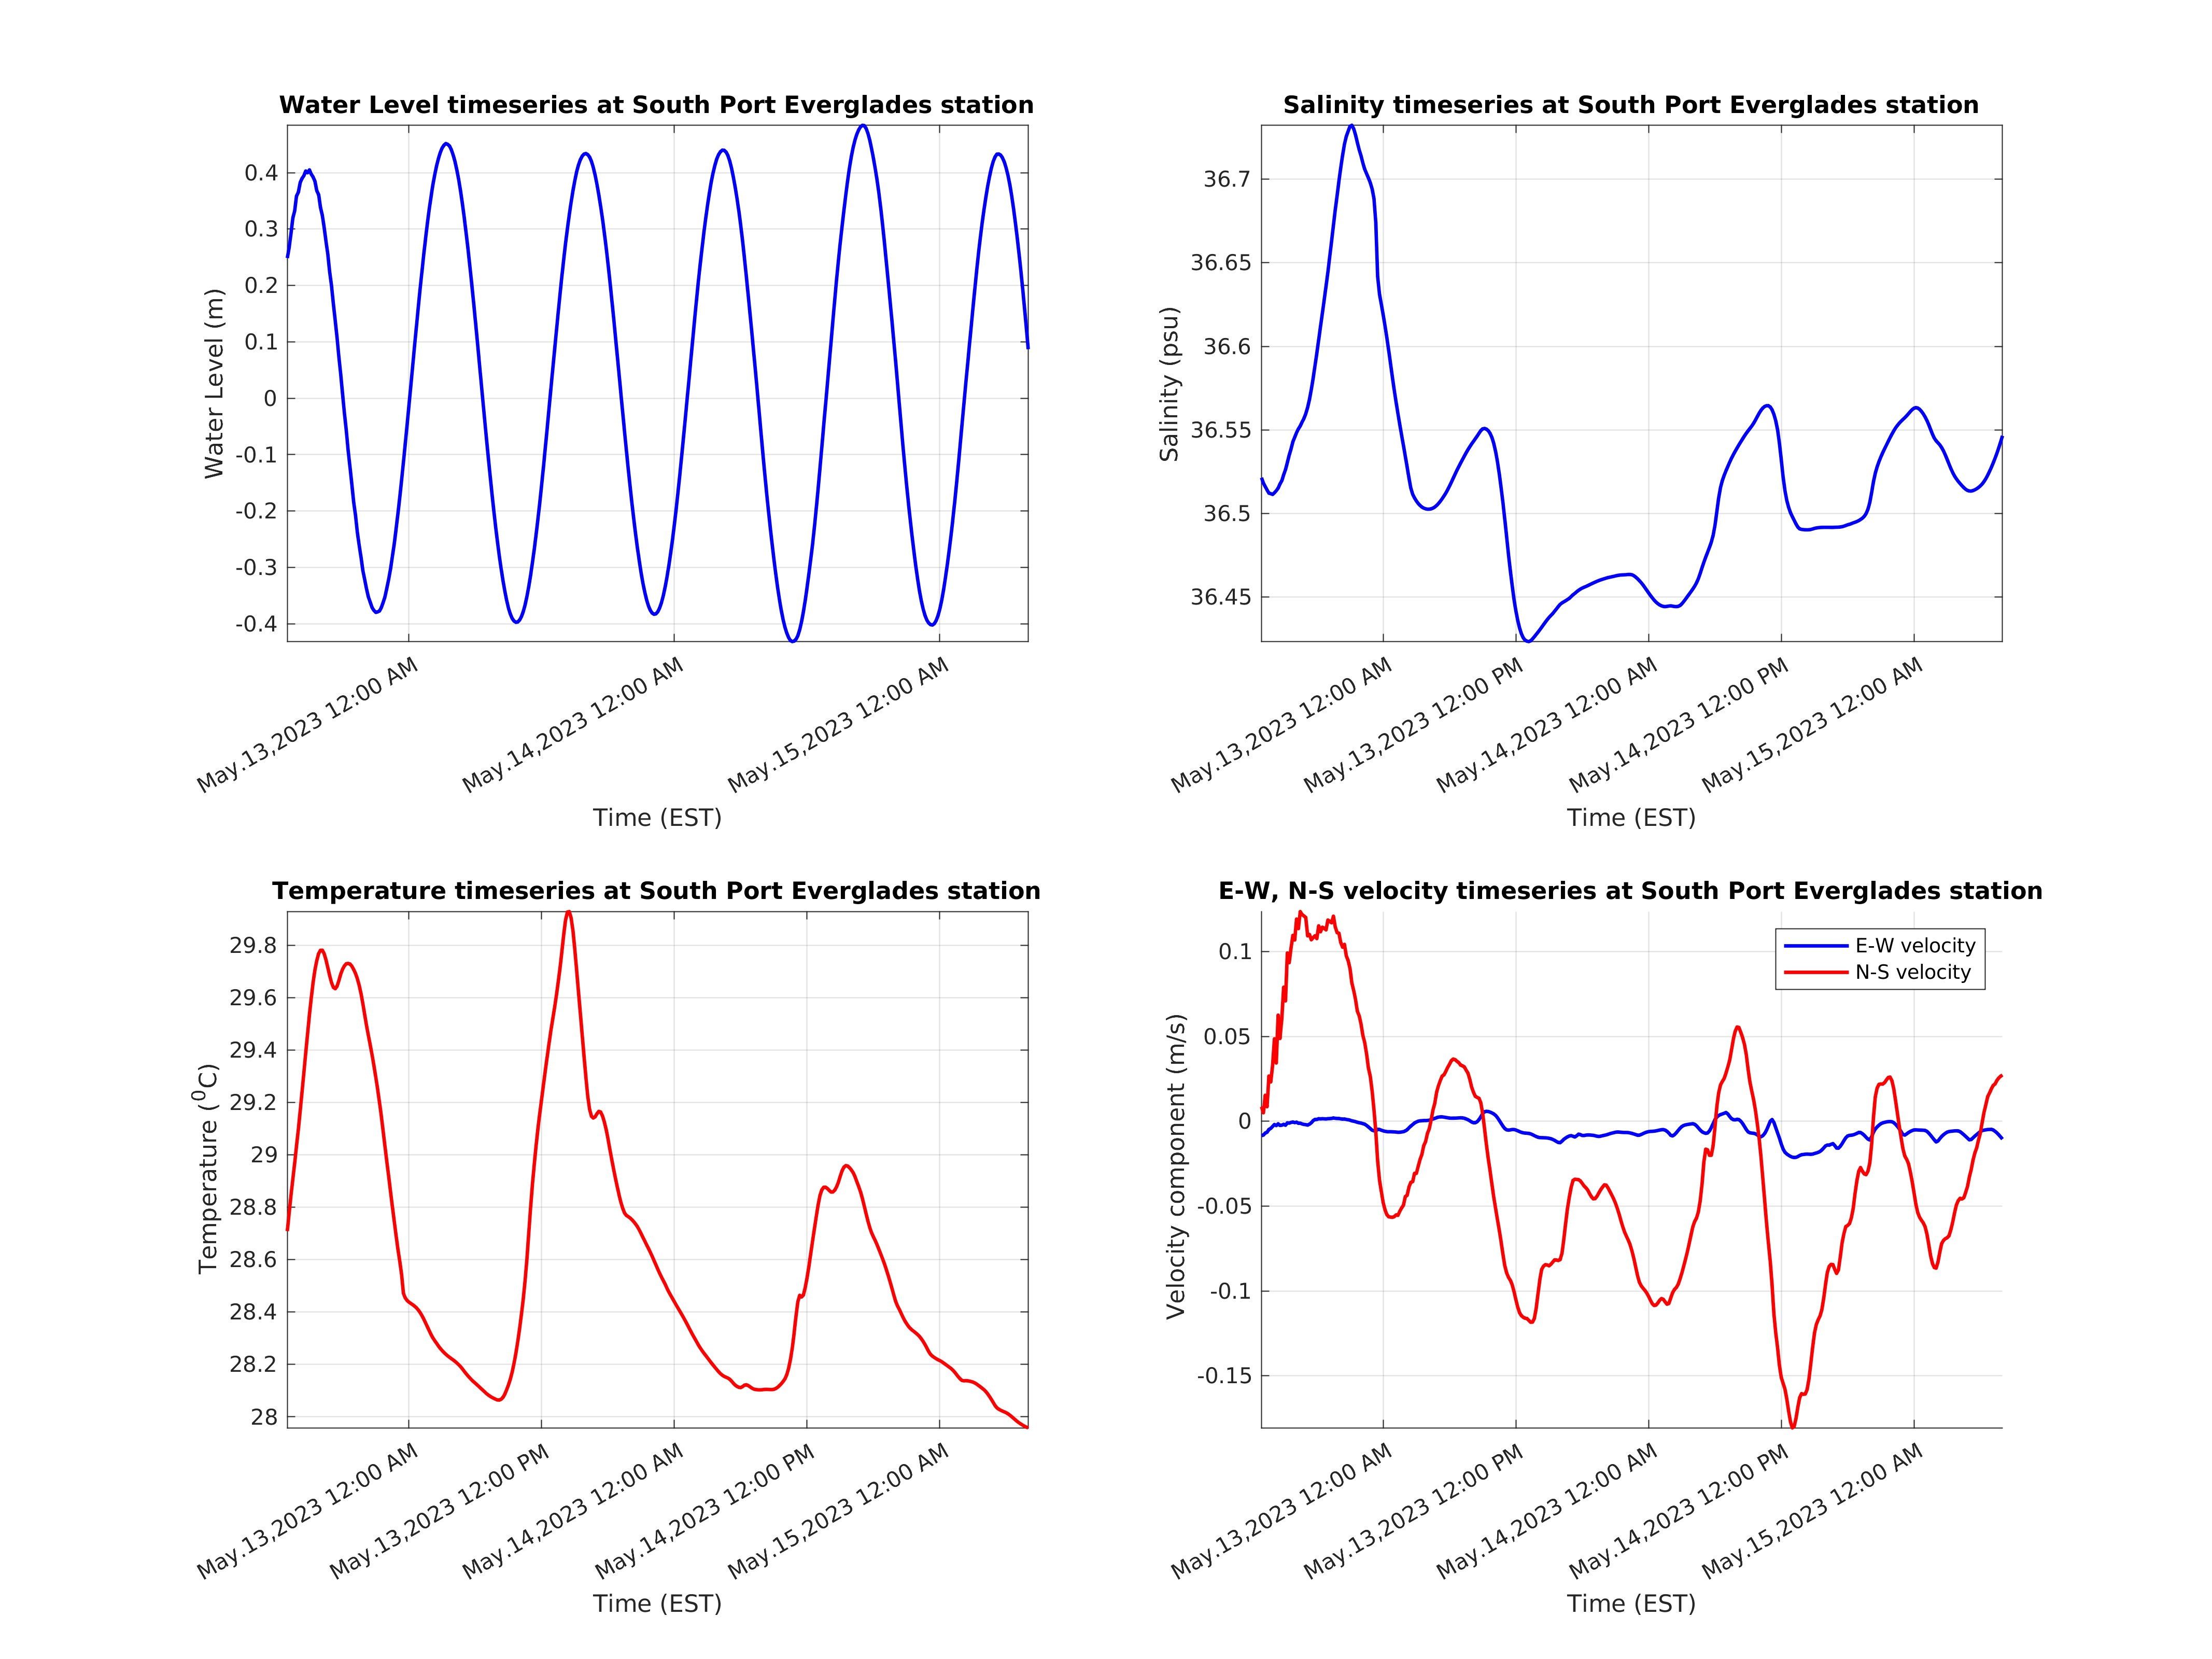 Water Level timeseries at South Port Everglades station
Water Level (m)
0.4
0.3
0.2
0.1
0
-0.1
-0.2
-0.3
-0.4
May.13,2023 12:00 AM
May.14,2023 12:00 AM
May.15,2023 12:00 AM
Time (EST)
Salinity timeseries at South Port Everglades station
Salinity (psu)
36.7
36.65
36.6
36.55
36.5
36.45
May.13,2023 12:00 AM
May.13,2023 12:00 PM
May.14,2023 12:00 AM
May.14,2023 12:00 PM
May.15,2023 12:00 AM
Time (EST)
Temperature timeseries at South Port Everglades station
Temperature (⁰C)
29.8
29.6
29.4
29.2
29
28.8
28.6
28.4
28.2
28
May.13,2023 12:00 AM
May.13,2023 12:00 PM
May.14,2023 12:00 AM
May.14,2023 12:00 PM
May.15,2023 12:00 AM
Time (EST)
E-W, N-S velocity timeseries at South Port Everglades station
Velocity component (m/s)
0.1
0.05
0
-0.05
-0.1
-0.15
E-W velocity
N-S velocity
May.13,2023 12:00 AM
May.13,2023 12:00 PM
May.14,2023 12:00 AM
May.14,2023 12:00 PM
May.15,2023 12:00 AM
Time (EST)